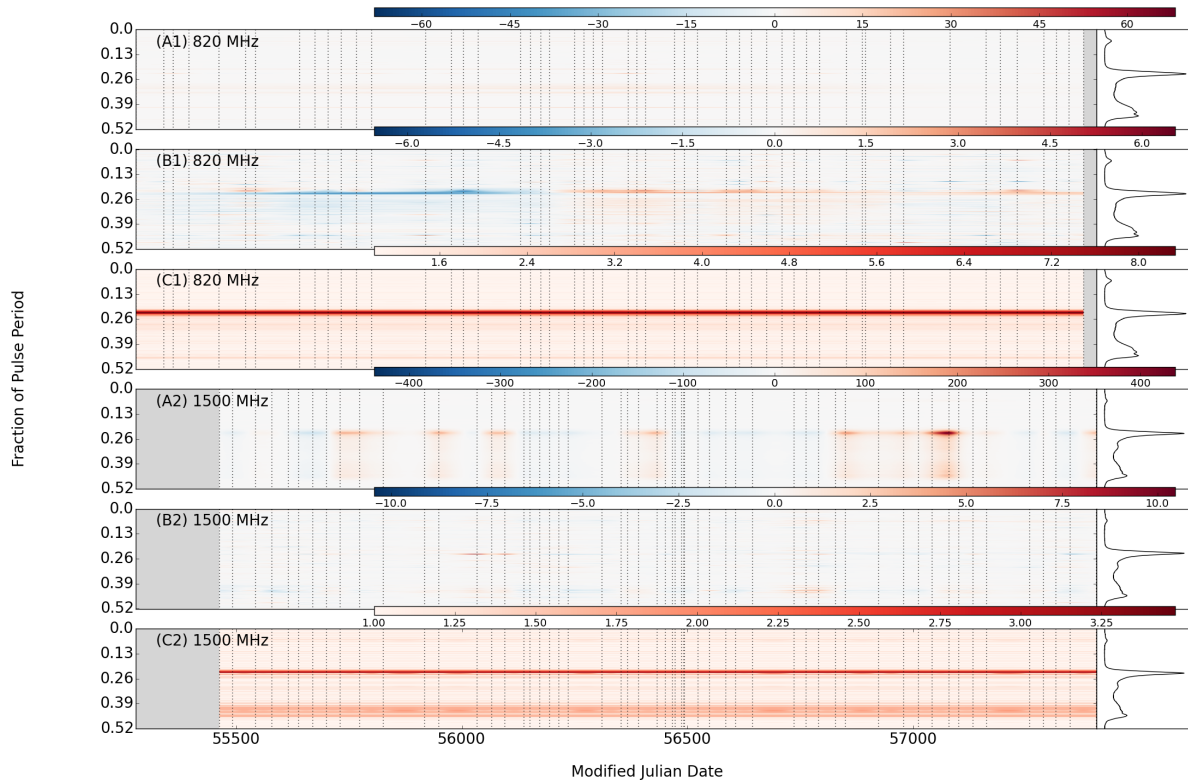 −60 −45 −30 −15 0 15 30 45 60
(A1) 820 MHz
0.0
0.13
0.26
0.39
0.52
−6.0 −4.5 −3.0 −1.5 0.0 1.5 3.0 4.5 6.0
(B1) 820 MHz
0.0
0.13
0.26
0.39
0.52
1.6 2.4 3.2 4.0 4.8 5.6 6.4 7.2 8.0
(C1) 820 MHz
0.0
0.13
0.26
0.39
0.52
Fraction of Pulse Period
−400 −300 −200 −100 0 100 200 300 400
(A2) 1500 MHz
0.0
0.13
0.26
0.39
0.52
−10.0 −7.5 −5.0 −2.5 0.0 2.5 5.0 7.5 10.0
(B2) 1500 MHz
0.0
0.13
0.26
0.39
0.52
1.00 1.25 1.50 1.75 2.00 2.25 2.50 2.75 3.00 3.25
(C2) 1500 MHz
0.0
0.13
0.26
0.39
0.52
55500 56000 56500 57000
Modified Julian Date